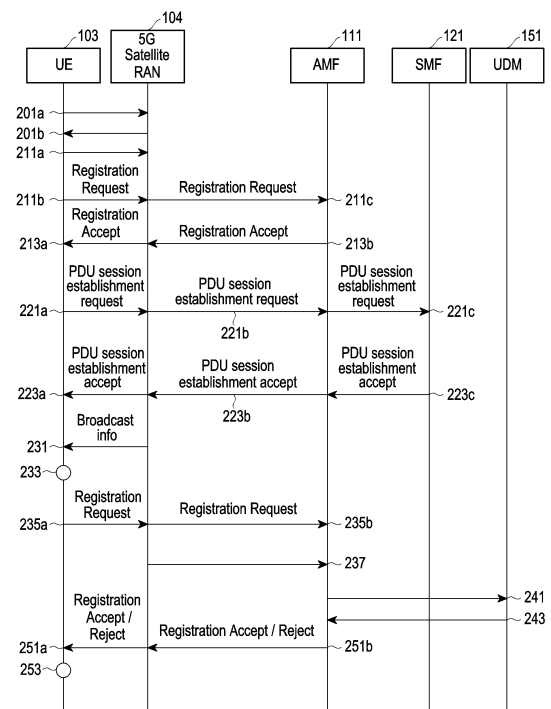 103
104
111
121
151
UE
5G
Satellite
RAN
AMF
SMF
UDM
201a
201b
211a
Registration
Request
Registration Request
211b
211c
Registration
Accept
Registration Accept
213a
213b
PDU session
establishment
request
PDU session
establishment request
PDU session
establishment
request
221a
221b
221c
PDU session
establishment
accept
PDU session
establishment accept
PDU session
establishment
accept
223a
223b
223c
Broadcast
info
231
233
Registration
Request
Registration Request
235a
235b
237
241
243
Registration
Accept /
Reject
Registration Accept / Reject
251a
251b
253